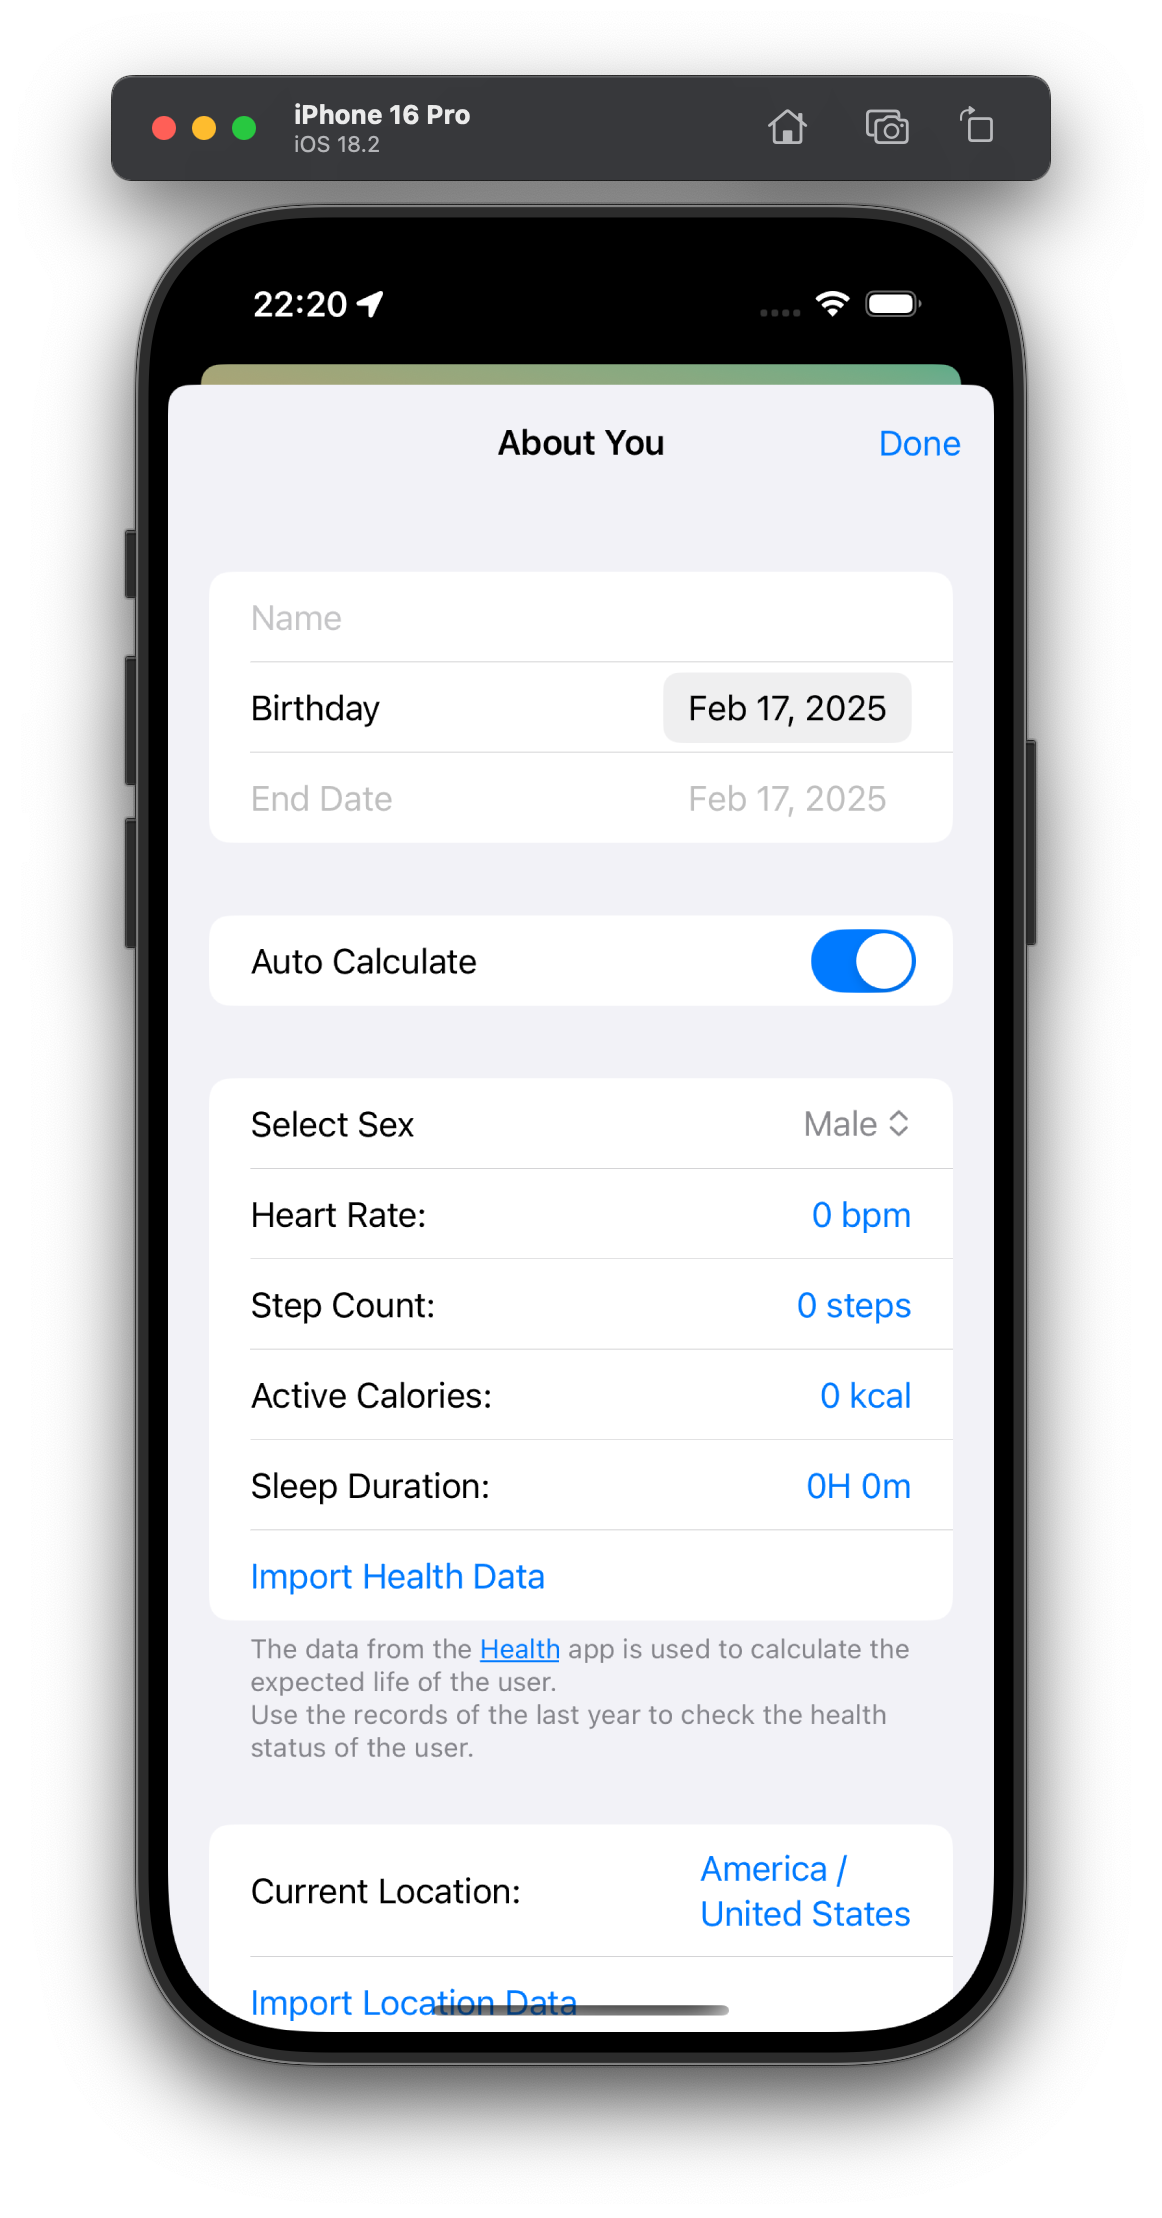 iPhone 16 Pro
iOS 18.2
22:20
About You
Done
Name
Birthday
Feb 17, 2025
End Date
Feb 17, 2025
Auto Calculate
Select Sex
Male
Heart Rate:
0 bpm
Step Count:
0 steps
Active Calories:
0 kcal
Sleep Duration:
0H 0m
Import Health Data
The data from the Health app is used to calculate the
expected life of the user.
Use the records of the last year to check the health
status of the user.
Current Location:
America /
United States
Import Location Data